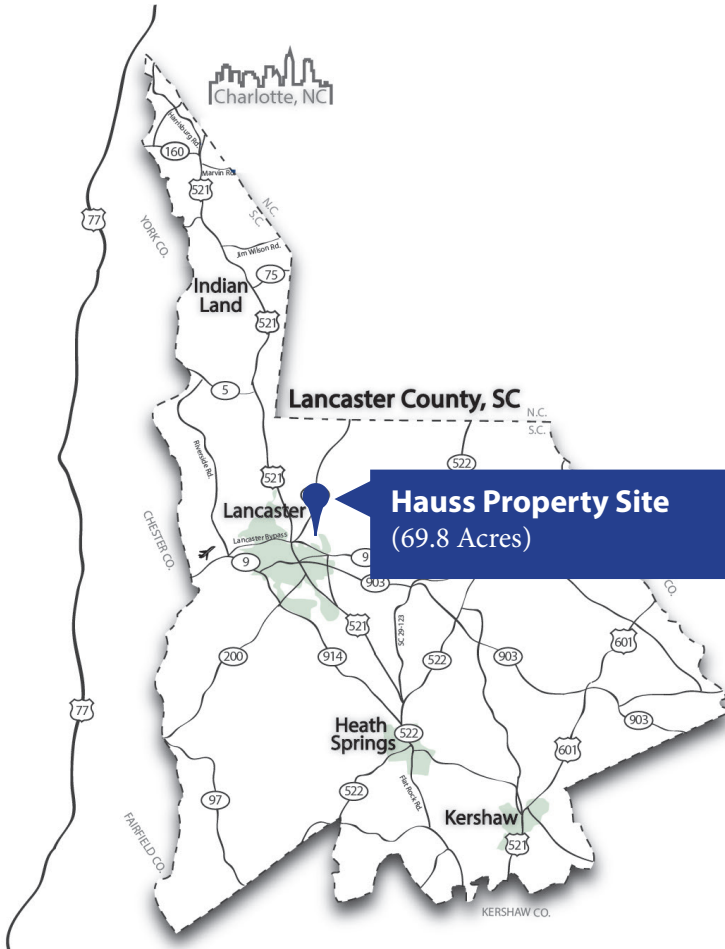 Charlotte, NC
Harrisburg Rd.
160
Marvin Rd.
521
N.C.
S.C.
77
YORK CO.
Jim Wilson Rd.
75
Indian
Land
521
5
Lancaster County, SC
N.C.
S.C.
Riverside Rd.
522
521
Hauss Property Site
(69.8 Acres)
Lancaster
CHESTER CO.
Lancaster Bypass
9
9
903
CO.
521
SC 29-123
601
200
914
522
903
77
903
Heath
Springs
522
601
522
Flat Rock Rd.
97
Kershaw
521
FAIRFIELD CO.
KERSHAW CO.